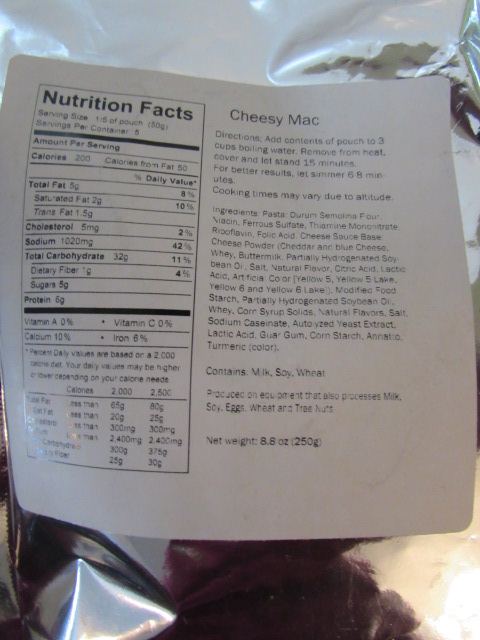 Nutrition Facts
Serving Size 1/5 of pouch (50g)
Servings Per Container 5
Amount Per Serving
Calories 200 Calories from Fat 50
% Daily Value*
Total Fat 5g 8%
Saturated Fat 2g 10%
Trans Fat 1.5g
Cholesterol 5mg 2%
Sodium 1020mg 42%
Total Carbohydrate 32g 11%
Dietary Fiber 1g 4%
Sugars 5g
Protein 6g
Vitamin A 0% • Vitamin C 0%
Calcium 10% • Iron 6%
*Percent Daily values are based on a 2,000
calorie diet. Your daily values may be higher
or lower depending on your calorie needs
Calories 2,000 2,500
Total Fat Less than 65g 80g
Sat Fat Less than 20g 25g
Less than 300mg 300mg
Less than 2,400mg 2,400mg
Carbohydrate 300g 375g
Fiber 25g 30g
Cheesy Mac
Directions: Add contents of pouch to 3
cups boiling water. Remove from heat,
cover and let stand 15 minutes.
For better results, let simmer 6-8 min-
utes.
Cooking times may vary due to altitude.
Ingredients: Pasta: Durum Semolina Flour,
Niacin, Ferrous Sulfate, Thiamine Mononitrate,
Riboflavin, Folic Acid. Cheese Sauce Base:
Cheese Powder (Cheddar and blue Cheese,
Whey, Buttermilk, Partially Hydrogenated Soy-
bean Oil, Salt, Natural Flavor, Citric Acid, Lactic
Acid, Artificial Color [Yellow 5, Yellow 5 Lake,
Yellow 6 and Yellow 6 Lake]), Modified Food
Starch, Partially Hydrogenated Soybean Oil,
Whey, Corn Syrup Solids, Natural Flavors, Salt,
Sodium Caseinate, Autolyzed Yeast Extract,
Lactic Acid, Guar Gum, Corn Starch, Annatto,
Turmeric (color).
Contains: Milk, Soy, Wheat
Produced on equipment that also processes Milk,
Soy, Eggs, Wheat and Tree Nuts
Net weight: 8.8 oz (250g)